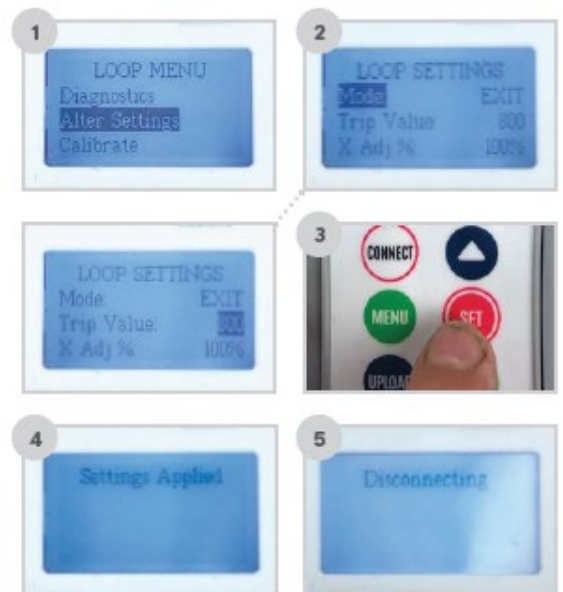 1
LOOP MENU
Diagnostics
Alter Settings
Calibrate
2
LOOP SETTINGS
Mode: EXIT
Trip Value: 800
X Adj % 100%
LOOP SETTINGS
Mode: EXIT
Trip Value:
X Adj % 100%
3
CONNECT
MENU
SET
UPLOAD
4
Settings Applied
5
Disconnecting